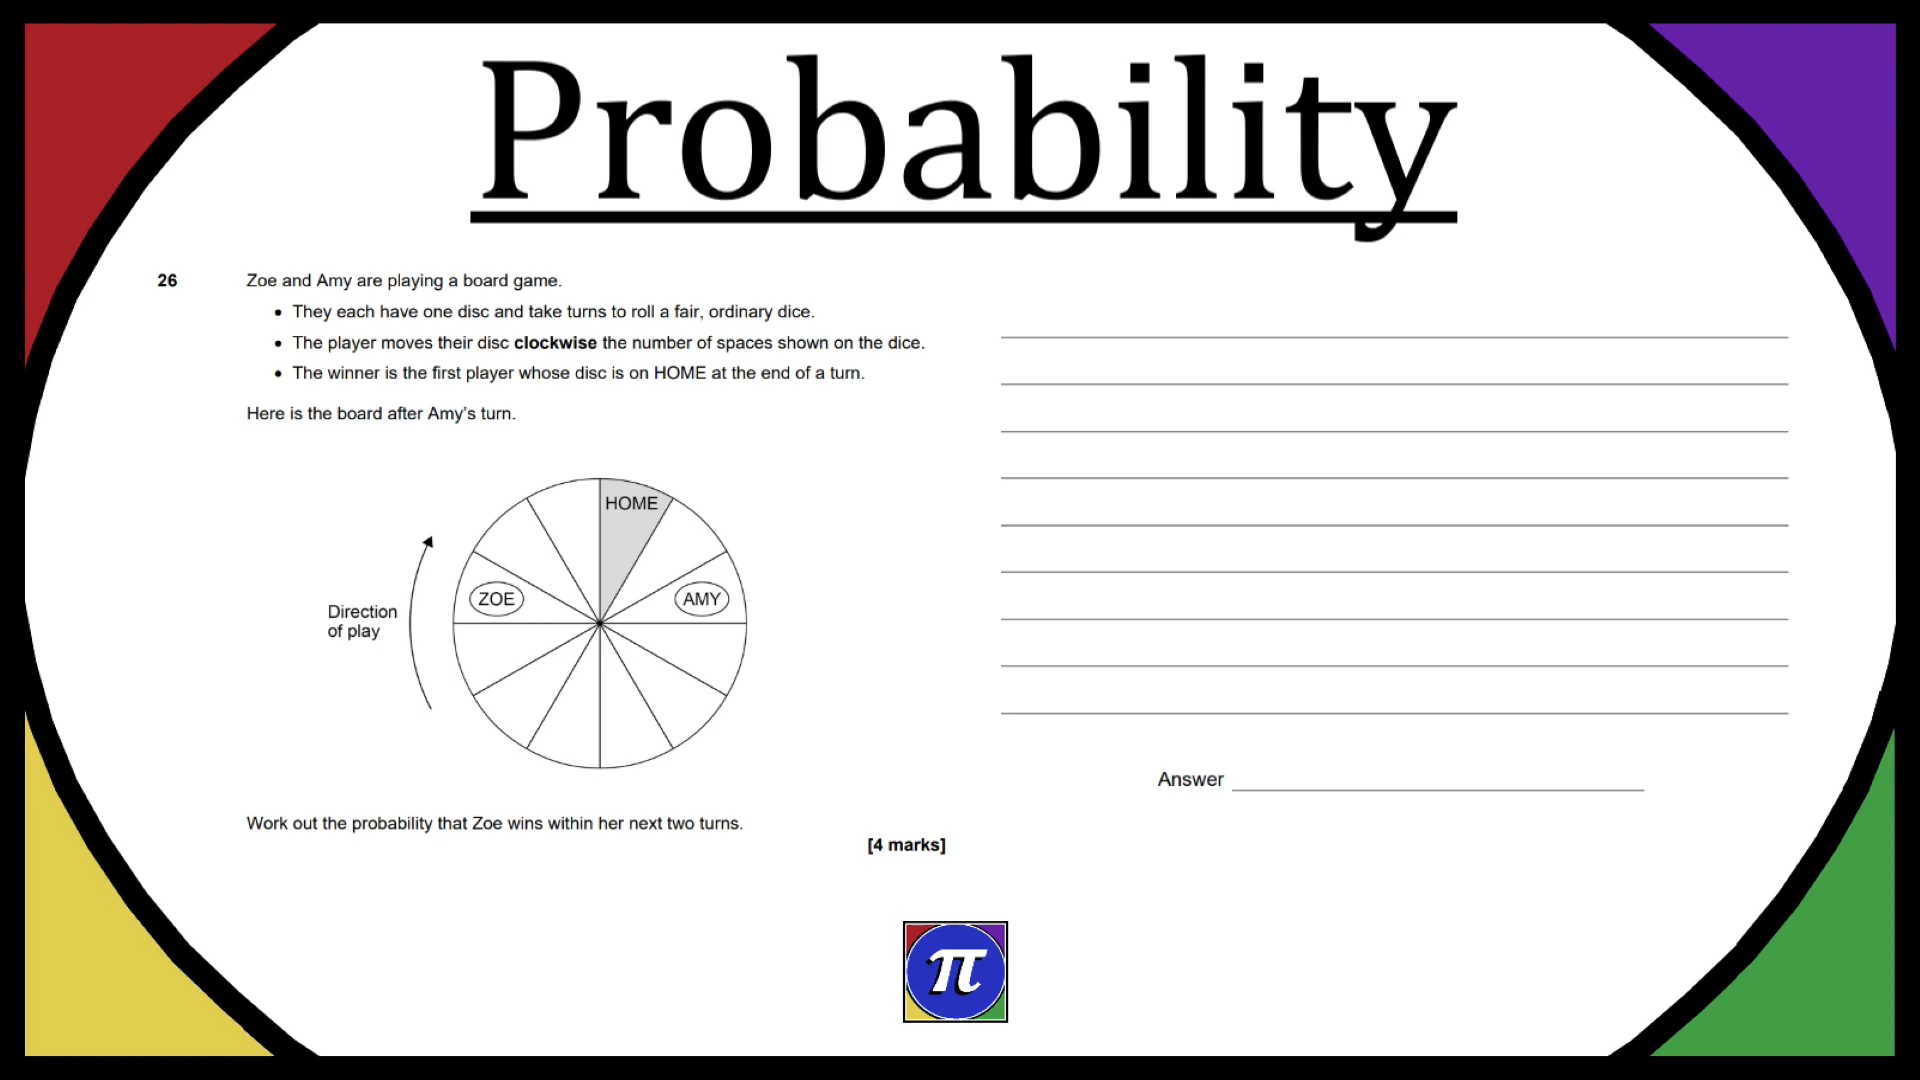 Probability
26 Zoe and Amy are playing a board game.
• They each have one disc and take turns to roll a fair, ordinary dice.
• The player moves their disc clockwise the number of spaces shown on the dice.
• The winner is the first player whose disc is on HOME at the end of a turn.
Here is the board after Amy's turn.
HOME
ZOE
AMY
Direction
of play
Answer
Work out the probability that Zoe wins within her next two turns.
[4 marks]
π